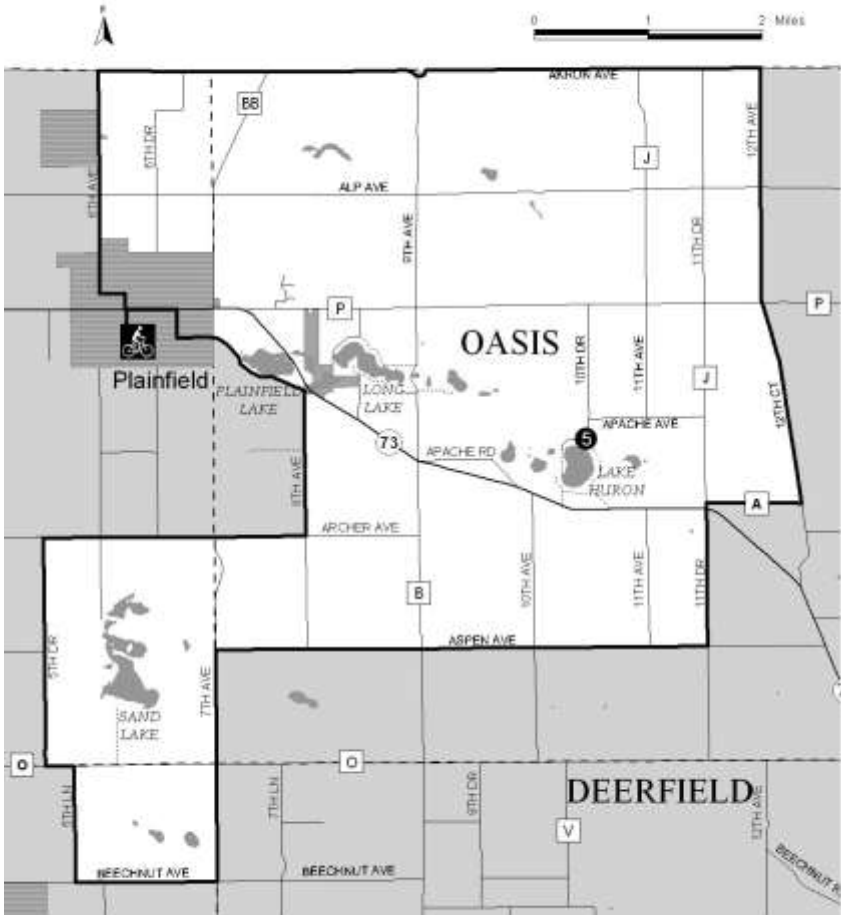 0 1 2 Miles
AKRON AVE
BB
6TH DR
12TH AVE
J
6TH AVE
ALP AVE
9TH AVE
11TH DR
P
P
OASIS
10TH DR
11TH AVE
Plainfield
PLAINFIELD
LAKE
LONG
LAKE
J
12TH CT
APACHE AVE
73
5
APACHE RD
LAKE
HURON
8TH AVE
A
ARCHER AVE
B
10TH AVE
11TH AVE
11TH DR
ASPEN AVE
5TH DR
7TH AVE
SAND
LAKE
O
O
5TH LN
7TH LN
9TH DR
DEERFIELD
12TH AVE
V
BEECHNUT AVE
BEECHNUT AVE
BEECHNUT